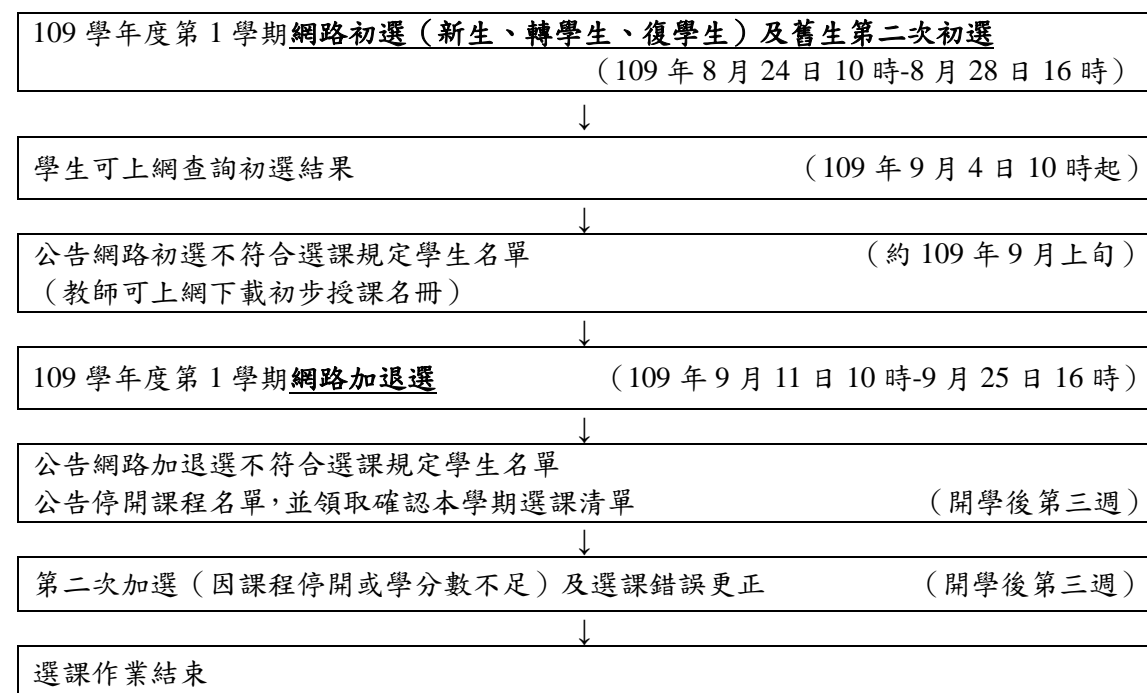 109 學年度第 1 學期網路初選（新生、轉學生、復學生）及舊生第二次初選
（109 年 8 月 24 日 10 時-8 月 28 日 16 時）
↓
學生可上網查詢初選結果 （109 年 9 月 4 日 10 時起）
↓
公告網路初選不符合選課規定學生名單 （約 109 年 9 月上旬）
（教師可上網下載初步授課名冊）
↓
109 學年度第 1 學期網路加退選 （109 年 9 月 11 日 10 時-9 月 25 日 16 時）
↓
公告網路加退選不符合選課規定學生名單
公告停開課程名單，並領取確認本學期選課清單 （開學後第三週）
↓
第二次加選（因課程停開或學分數不足）及選課錯誤更正 （開學後第三週）
↓
選課作業結束